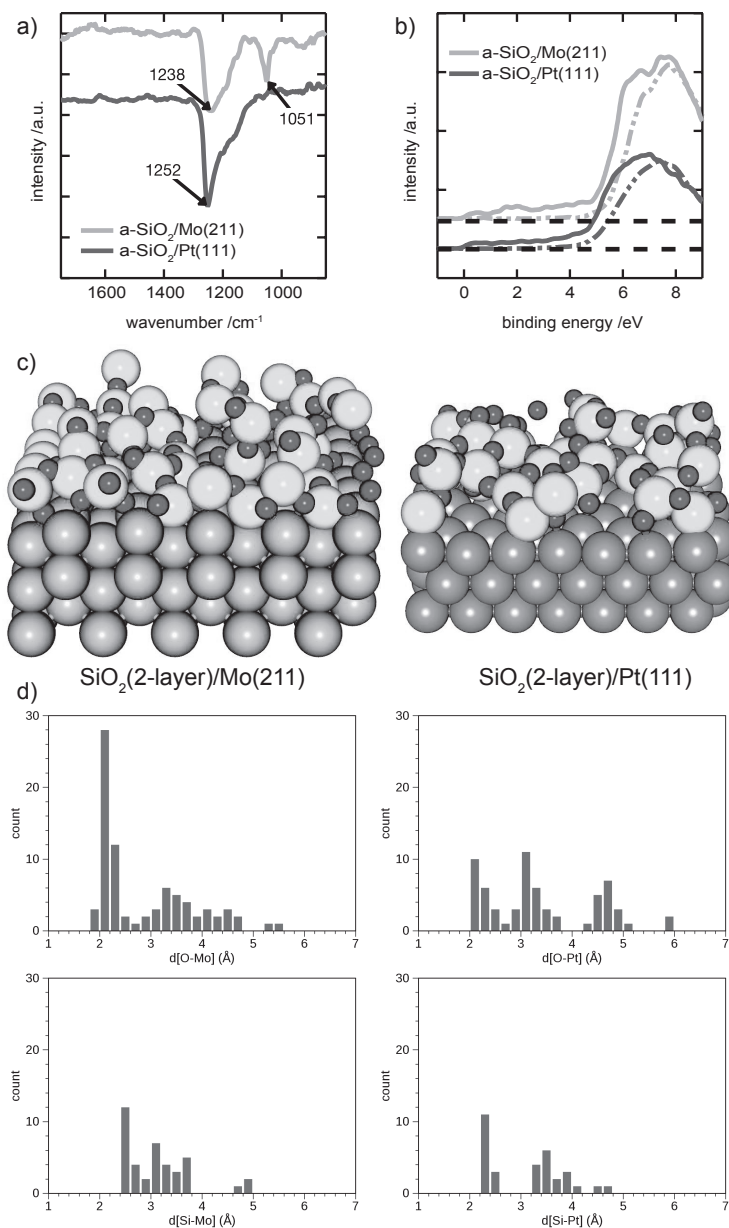 a)
intensity /a.u.
1238
1051
1252
a-SiO₂/Mo(211)
a-SiO₂/Pt(111)
1600 1400 1200 1000
wavenumber /cm⁻¹
b)
intensity /a.u.
a-SiO₂/Mo(211)
a-SiO₂/Pt(111)
0 2 4 6 8
binding energy /eV
c)
SiO₂(2-layer)/Mo(211)
SiO₂(2-layer)/Pt(111)
d)
30
20
10
0
count
1 2 3 4 5 6 7
d[O-Mo] (Å)
30
20
10
0
count
1 2 3 4 5 6 7
d[O-Pt] (Å)
30
20
10
0
count
1 2 3 4 5 6 7
d[Si-Mo] (Å)
30
20
10
0
count
1 2 3 4 5 6 7
d[Si-Pt] (Å)